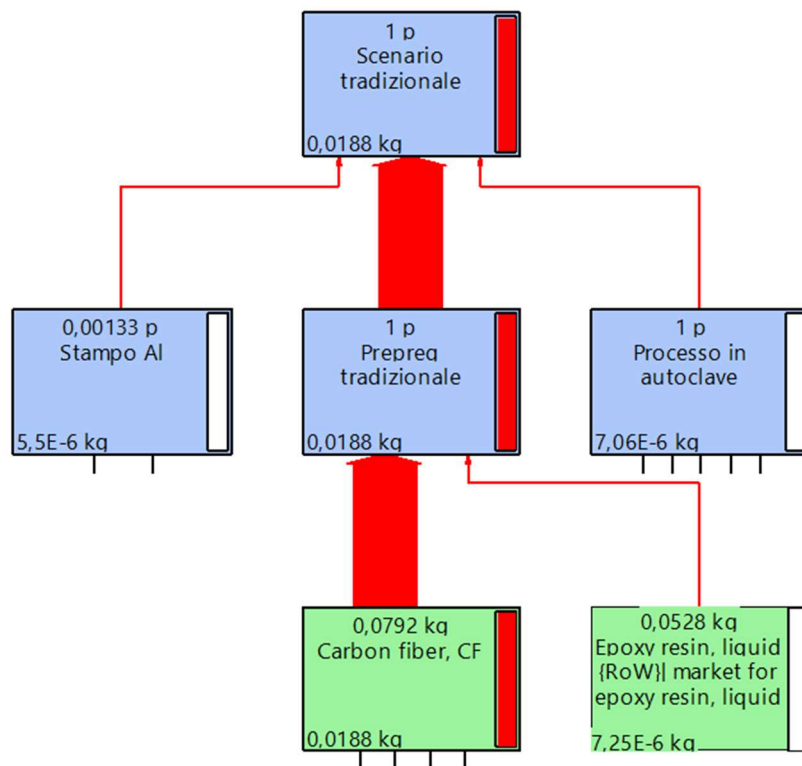 1 p
Scenario
tradizionale
0,0188 kg
0,00133 p
Stampo Al
5,5E-6 kg
1 p
Prepreg
tradizionale
0,0188 kg
1 p
Processo in
autoclave
7,06E-6 kg
0,0792 kg
Carbon fiber, CF
0,0188 kg
0,0528 kg
Epoxy resin, liquid
{RoW}| market for
epoxy resin, liquid
7,25E-6 kg